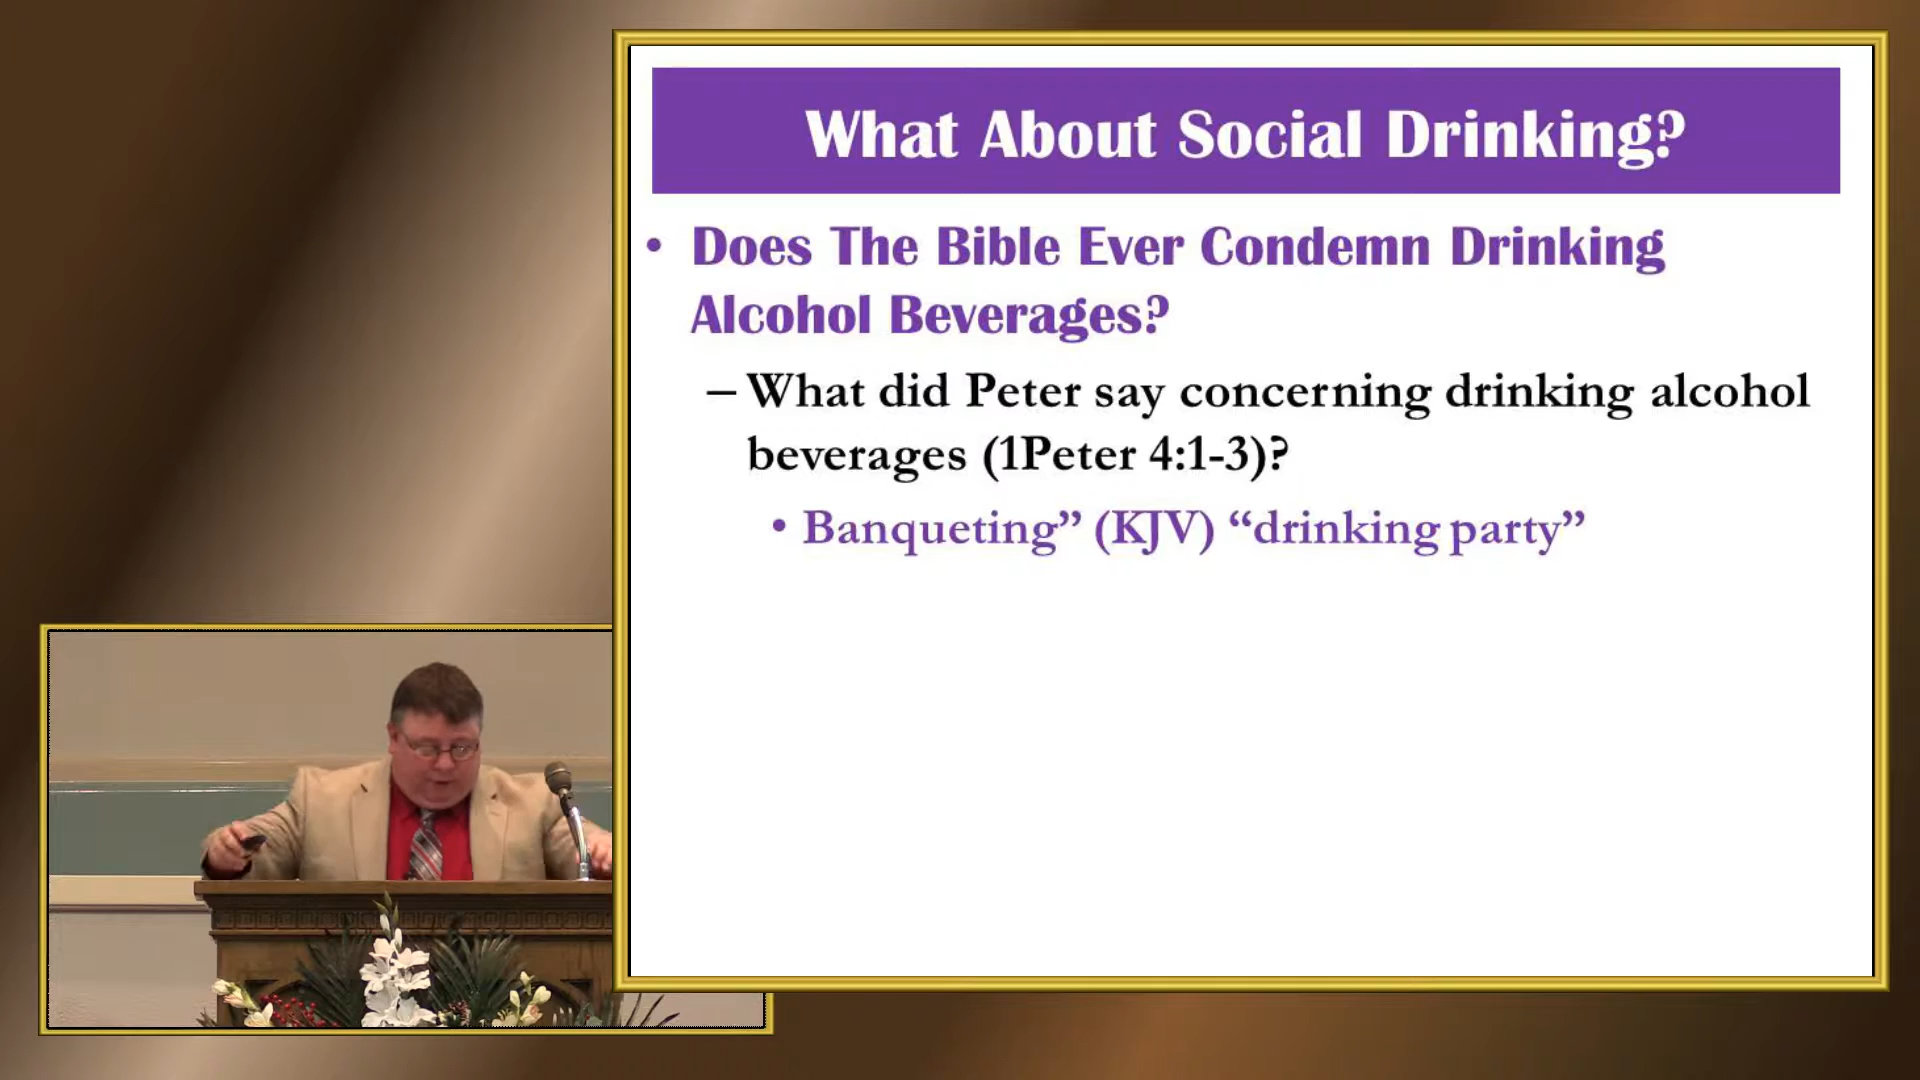 What About Social Drinking?
• Does The Bible Ever Condemn Drinking
Alcohol Beverages?
– What did Peter say concerning drinking alcohol
beverages (1Peter 4:1-3)?
• Banqueting” (KJV) “drinking party”